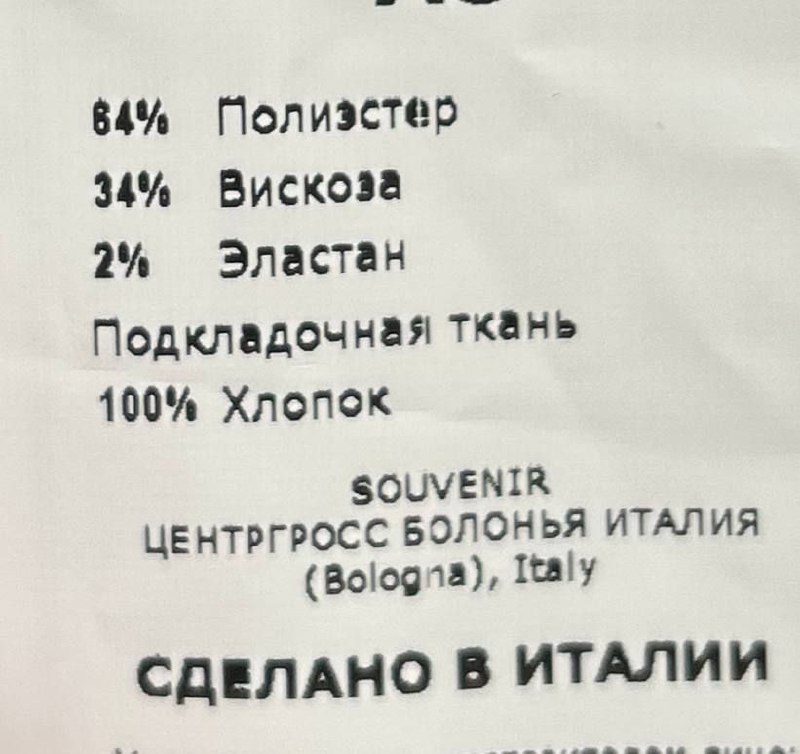 64% Полиэстер
34% Вискоза
2% Эластан
Подкладочная ткань
100% Хлопок
SOUVENIR
ЦЕНТРГРОСС БОЛОНЬЯ ИТАЛИЯ
(Bologna), Italy
СДЕЛАНО В ИТАЛИИ